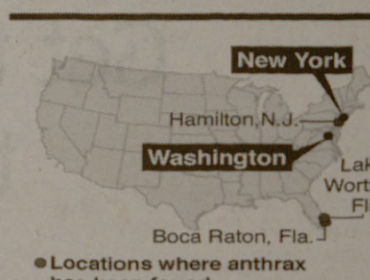 New York
Hamilton, N.J.
Washington
Lak
Wort
Fl
Boca Raton, Fla.
Locations where anthrax